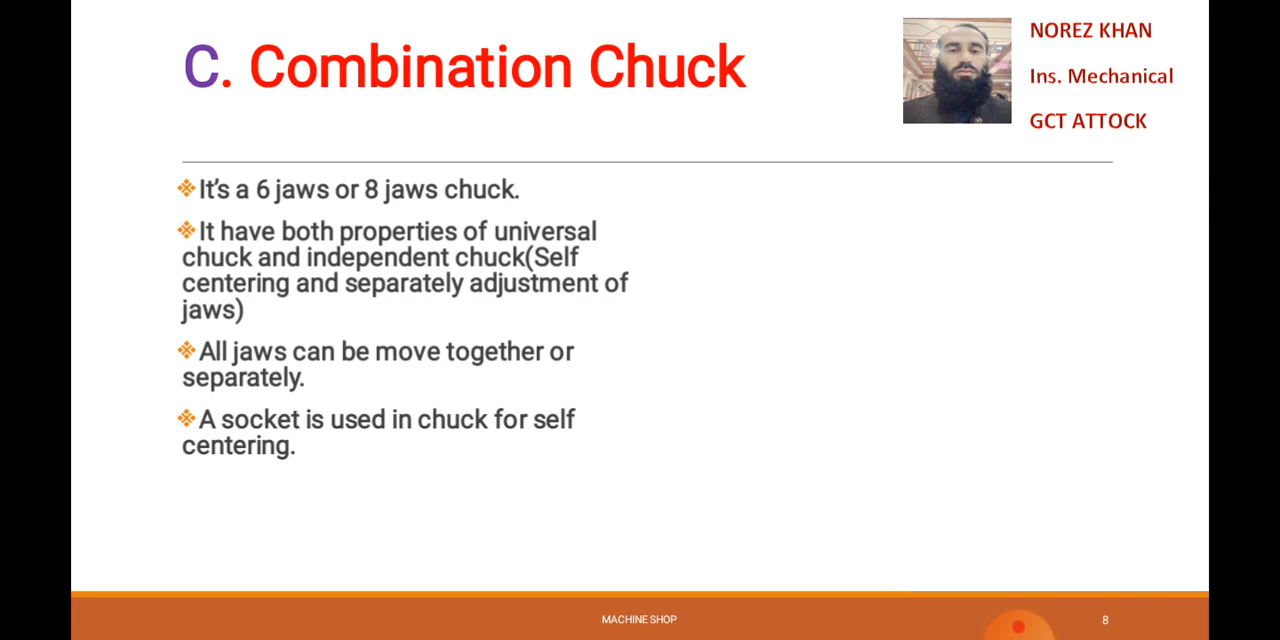 C. Combination Chuck
NOREZ KHAN
Ins. Mechanical
GCT ATTOCK
It's a 6 jaws or 8 jaws chuck.
It have both properties of universal
chuck and independent chuck(Self
centering and separately adjustment of
jaws)
All jaws can be move together or
separately.
A socket is used in chuck for self
centering.
MACHINE SHOP
8